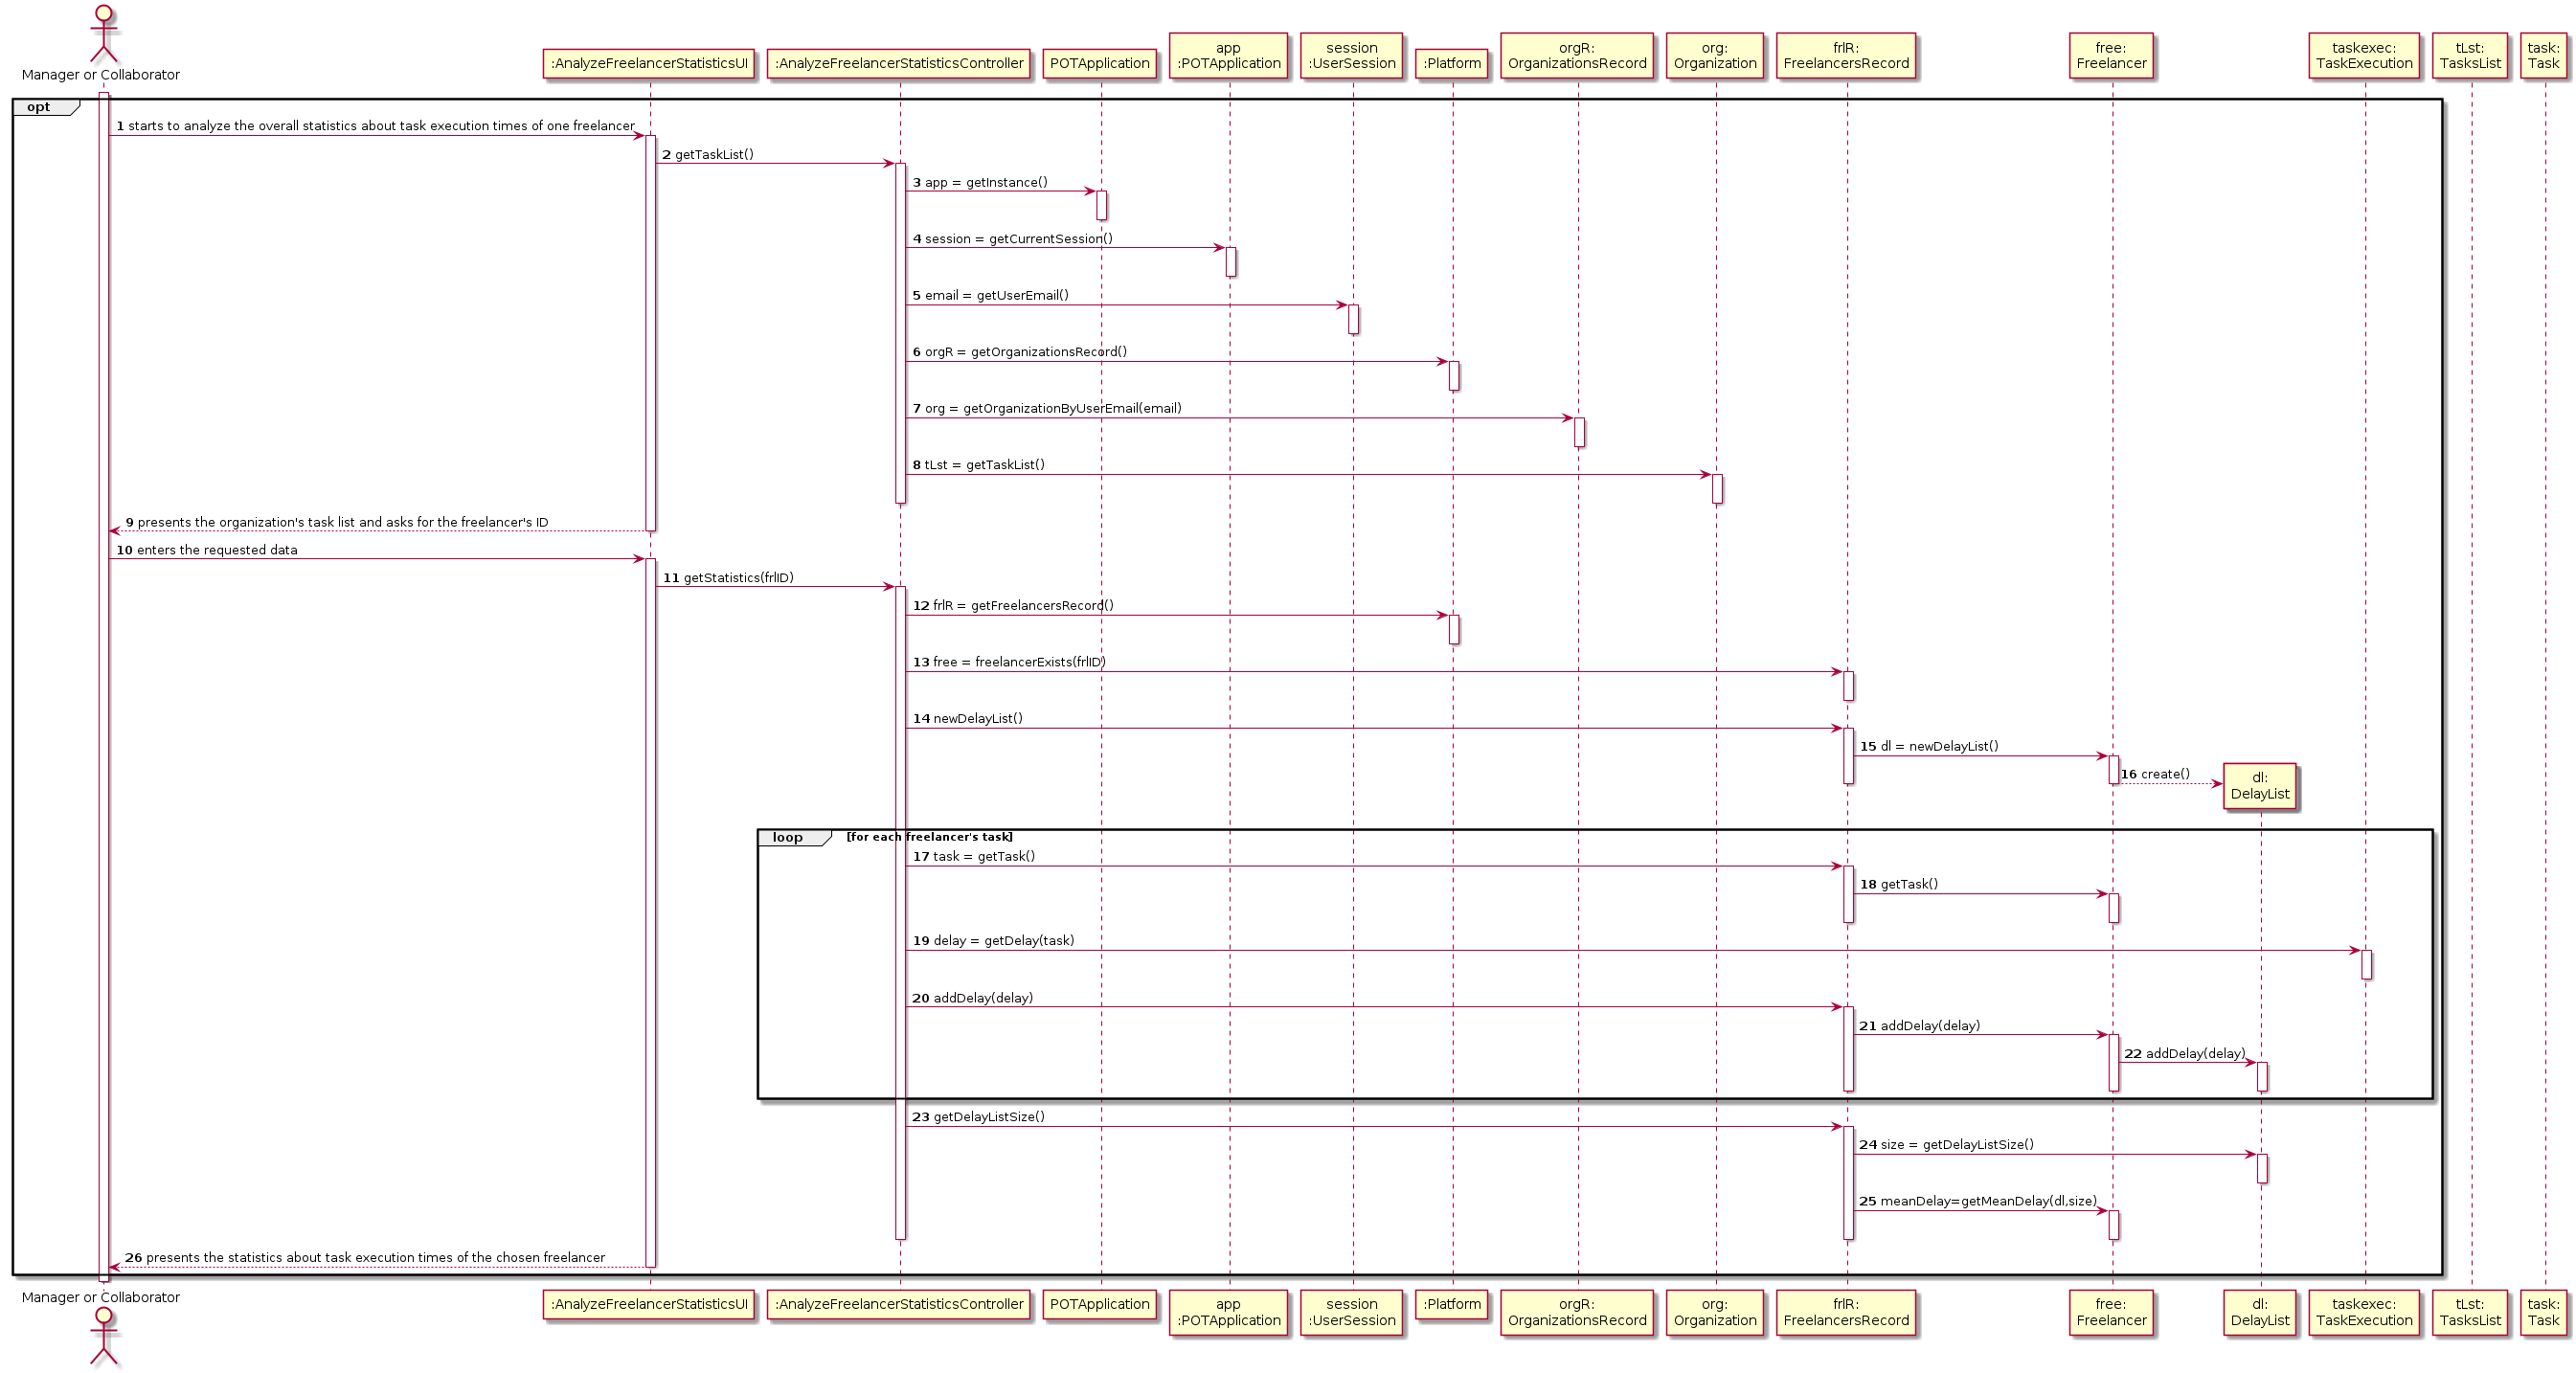 Manager or Collaborator
:AnalyzeFreelancerStatisticsUI
:AnalyzeFreelancerStatisticsController
POTApplication
app
:POTApplication
session
:UserSession
:Platform
orgR:
OrganizationsRecord
org:
Organization
frlR:
FreelancersRecord
free:
Freelancer
taskexec:
TaskExecution
tLst:
TasksList
task:
Task
opt
1 starts to analyze the overall statistics about task execution times of one freelancer
2 getTaskList()
3 app = getInstance()
4 session = getCurrentSession()
5 email = getUserEmail()
6 orgR = getOrganizationsRecord()
7 org = getOrganizationByUserEmail(email)
8 tLst = getTaskList()
9 presents the organization's task list and asks for the freelancer's ID
10 enters the requested data
11 getStatistics(frlID)
12 frlR = getFreelancersRecord()
13 free = freelancerExists(frlID)
14 newDelayList()
15 dl = newDelayList()
16 create()
dl:
DelayList
loop [for each freelancer's task]
17 task = getTask()
18 getTask()
19 delay = getDelay(task)
20 addDelay(delay)
21 addDelay(delay)
22 addDelay(delay)
23 getDelayListSize()
24 size = getDelayListSize()
25 meanDelay=getMeanDelay(dl,size)
26 presents the statistics about task execution times of the chosen freelancer
Manager or Collaborator
:AnalyzeFreelancerStatisticsUI
:AnalyzeFreelancerStatisticsController
POTApplication
app
:POTApplication
session
:UserSession
:Platform
orgR:
OrganizationsRecord
org:
Organization
frlR:
FreelancersRecord
free:
Freelancer
dl:
DelayList
taskexec:
TaskExecution
tLst:
TasksList
task:
Task